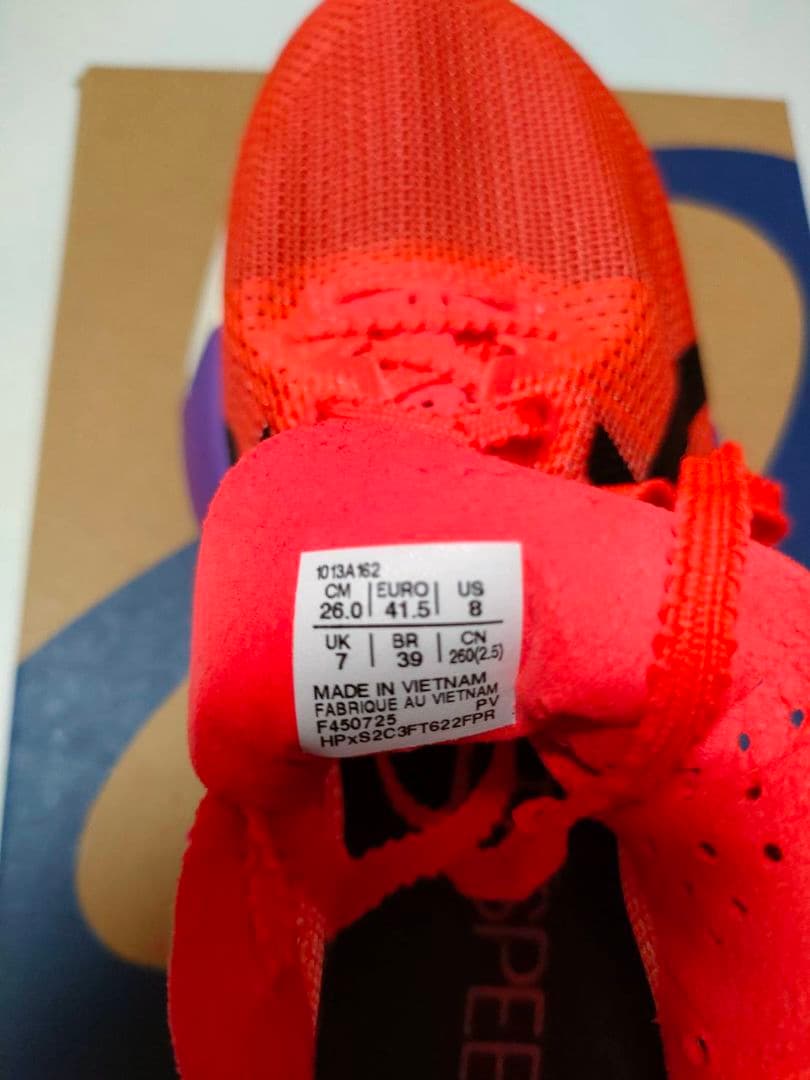 1013A162
CM | EURO | US
26.0 | 41.5 | 8
UK | BR | CN
7 | 39 | 260(2.5)
MADE IN VIETNAM
FABRIQUE AU VIETNAM
F450725 PV
HPxS2C3FT622FPR
SPEE